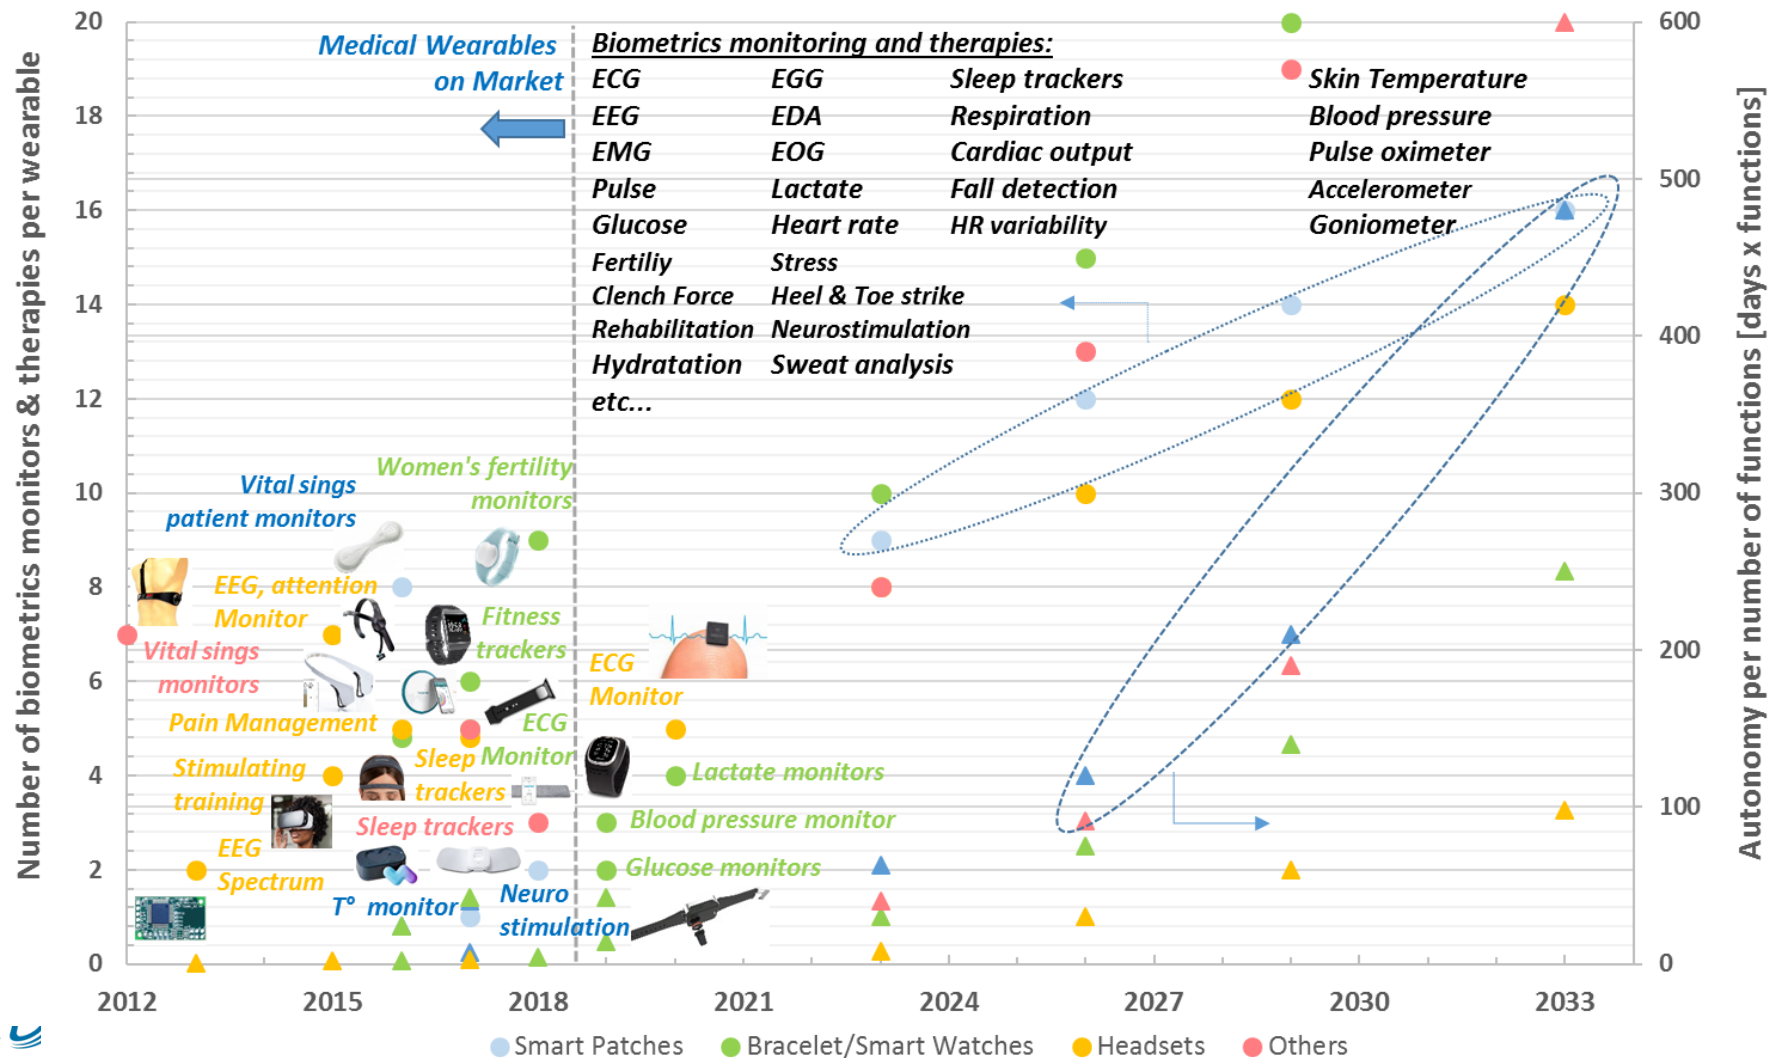 Number of biometrics monitors & therapies per wearable
20
18
16
14
12
10
8
6
4
2
0
Medical Wearables
on Market
Biometrics monitoring and therapies:
ECG EGG Sleep trackers Skin Temperature
EEG EDA Respiration Blood pressure
EMG EOG Cardiac output Pulse oximeter
Pulse Lactate Fall detection Accelerometer
Glucose Heart rate HR variability Goniometer
Fertiliy Stress
Clench Force Heel & Toe strike
Rehabilitation Neurostimulation
Hydratation Sweat analysis
etc...
Women's fertility
monitors
Vital sings
patient monitors
EEG, attention
Monitor
Fitness
trackers
Vital sings
monitors
ECG
Monitor
Pain Management
ECG
Monitor
Sleep
trackers
Stimulating
training
Lactate monitors
Sleep trackers
Blood pressure monitor
EEG
Spectrum
Glucose monitors
T° monitor
Neuro
stimulation
600
500
400
300
200
100
0
Autonomy per number of functions [days x functions]
2012 2015 2018 2021 2024 2027 2030 2033
Smart Patches Bracelet/Smart Watches Headsets Others